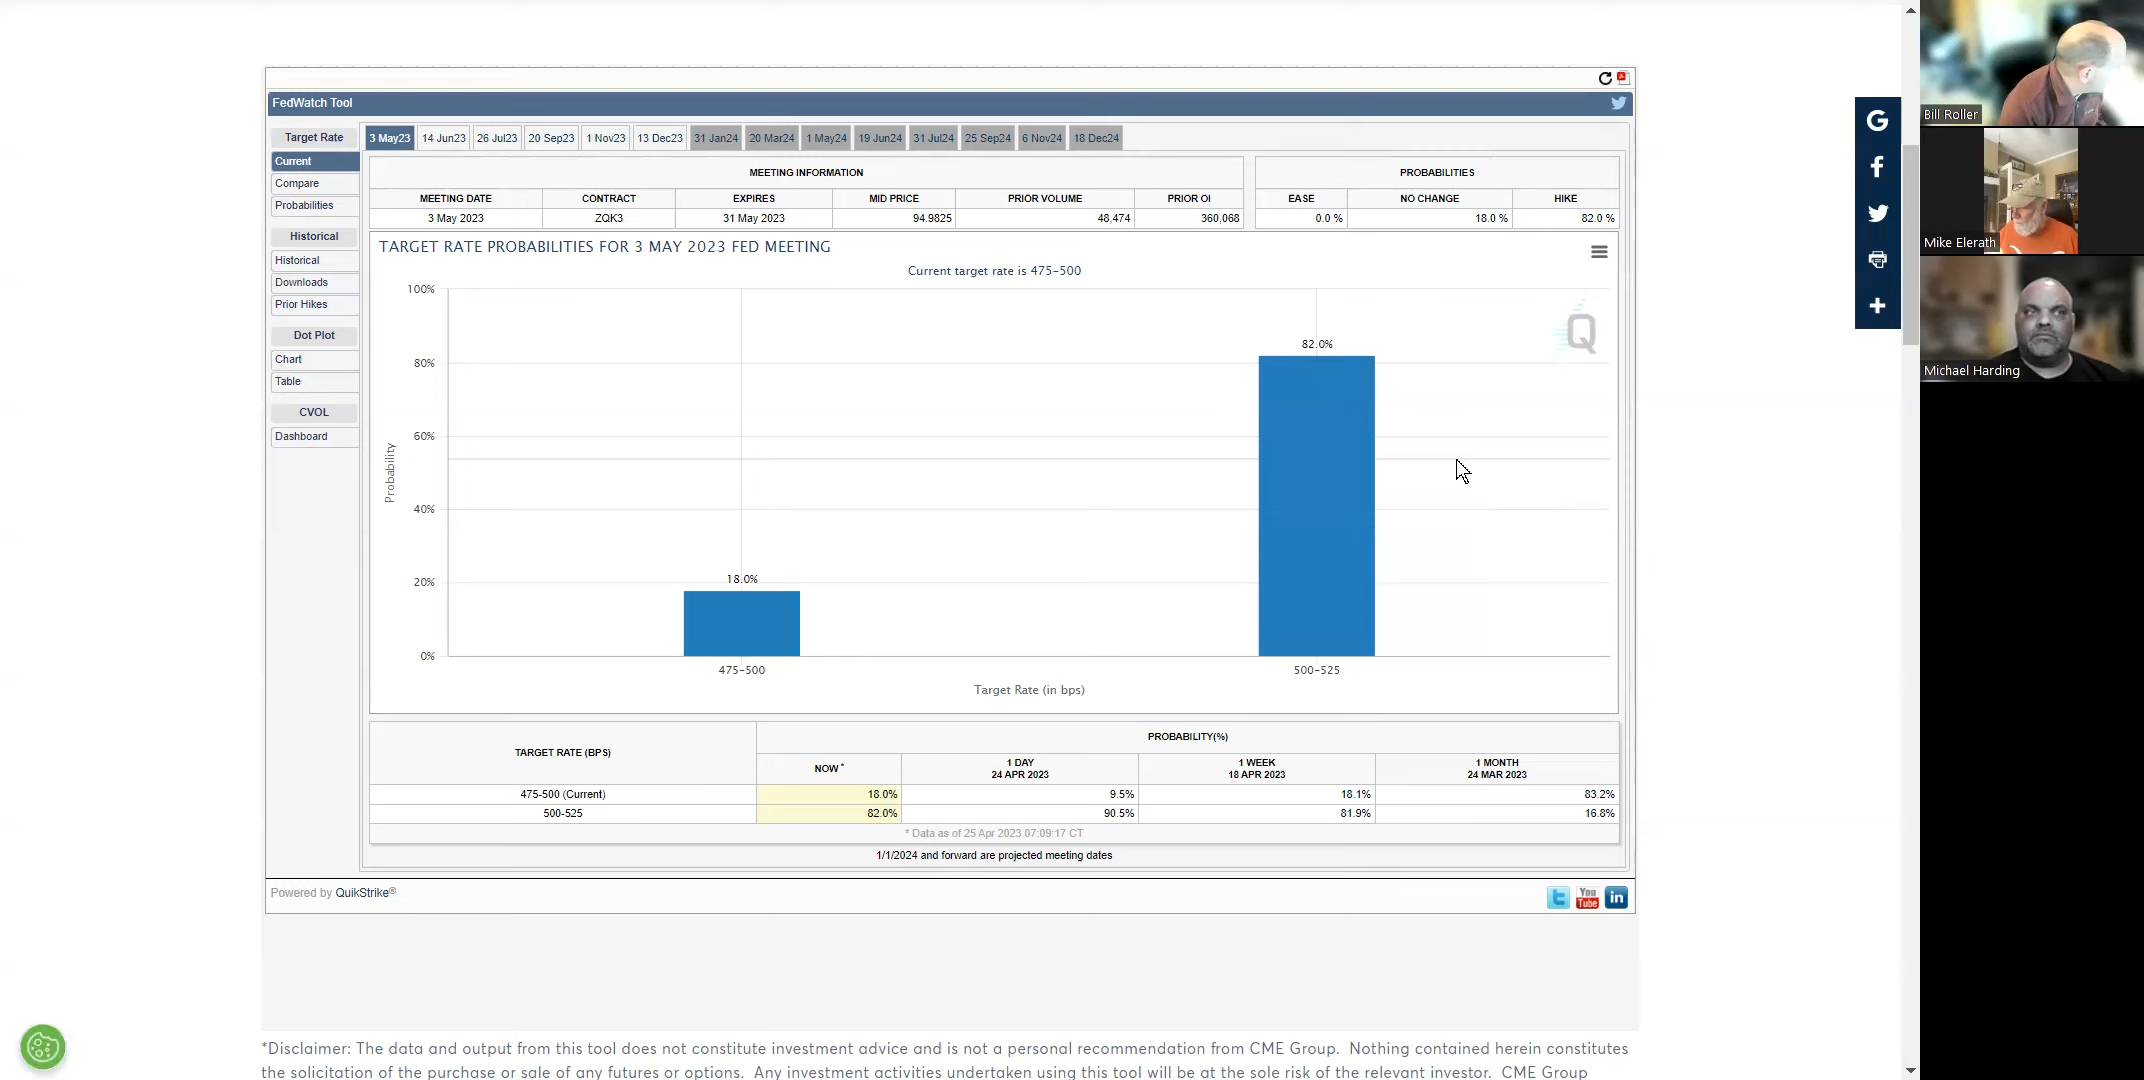 FedWatch Tool
Target Rate
Current
Compare
Probabilities
Historical
Historical
Downloads
Prior Hikes
Dot Plot
Chart
Table
CVOL
Dashboard
3 May23 14 Jun23 26 Jul23 20 Sep23 1 Nov23 13 Dec23 31 Jan24 20 Mar24 1 May24 19 Jun24 31 Jul24 25 Sep24 6 Nov24 18 Dec24
MEETING INFORMATION
MEETING DATE CONTRACT EXPIRES MID PRICE PRIOR VOLUME PRIOR OI
3 May 2023 ZQK3 31 May 2023 94.9825 48,474 360,068
PROBABILITIES
EASE NO CHANGE HIKE
0.0 % 18.0 % 82.0 %
TARGET RATE PROBABILITIES FOR 3 MAY 2023 FED MEETING
Current target rate is 475-500
100%
80%
60%
40%
20%
0%
Probability
18.0%
82.0%
Q
475-500 500-525
Target Rate (in bps)
TARGET RATE (BPS) PROBABILITY(%)
NOW * 1 DAY 24 APR 2023 1 WEEK 18 APR 2023 1 MONTH 24 MAR 2023
475-500 (Current) 18.0% 9.5% 18.1% 83.2%
500-525 82.0% 90.5% 81.9% 16.8%
* Data as of 25 Apr 2023 07:09:17 CT
1/1/2024 and forward are projected meeting dates
Powered by QuikStrike®
You Tube
in
*Disclaimer: The data and output from this tool does not constitute investment advice and is not a personal recommendation from CME Group. Nothing contained herein constitutes
the solicitation of the purchase or sale of any futures or options. Any investment activities undertaken using this tool will be at the sole risk of the relevant investor. CME Group
G
f
Bill Roller
Mike Elerath
Michael Harding